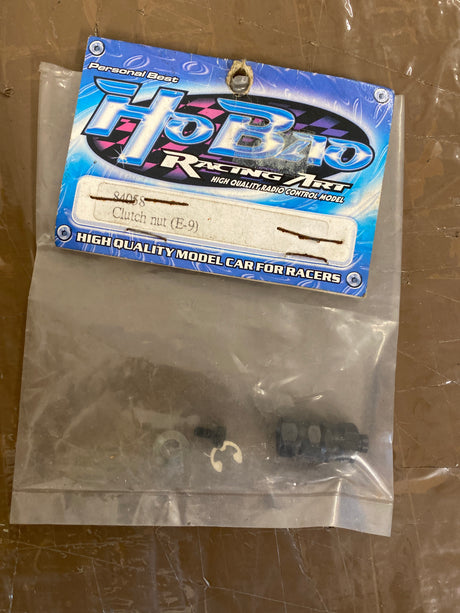 Personal Best
HoBao
Racing Art
HIGH QUALITY RADIO CONTROL MODEL
84058
Clutch nut (E-9)
HIGH QUALITY MODEL CAR FOR RACERS